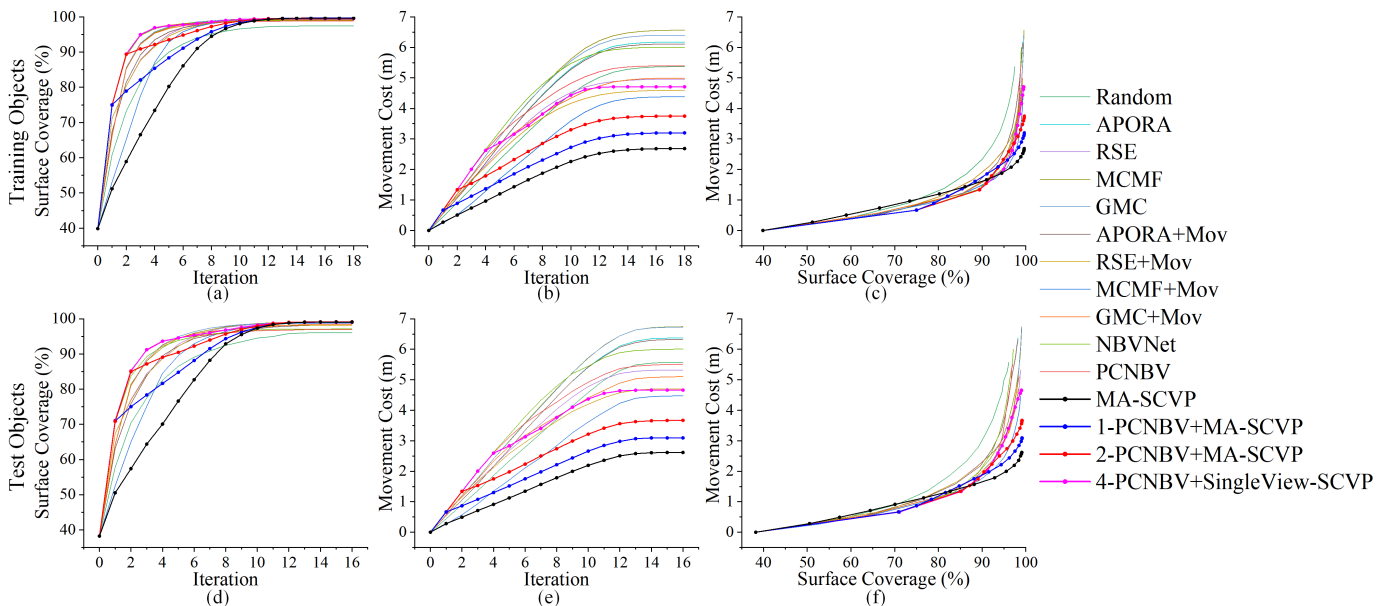 Training Objects
Surface Coverage (%)
100
90
80
70
60
50
40
0 2 4 6 8 10 12 14 16 18
Iteration
(a)
Movement Cost (m)
7
6
5
4
3
2
1
0
0 2 4 6 8 10 12 14 16 18
Iteration
(b)
Movement Cost (m)
7
6
5
4
3
2
1
0
40 50 60 70 80 90 100
Surface Coverage (%)
(c)
Test Objects
Surface Coverage (%)
100
90
80
70
60
50
40
0 2 4 6 8 10 12 14 16
Iteration
(d)
Movement Cost (m)
7
6
5
4
3
2
1
0
0 2 4 6 8 10 12 14 16
Iteration
(e)
Movement Cost (m)
7
6
5
4
3
2
1
0
40 50 60 70 80 90 100
Surface Coverage (%)
(f)
Random
APORA
RSE
MCMF
GMC
APORA+Mov
RSE+Mov
MCMF+Mov
GMC+Mov
NBVNet
PCNBV
MA-SCVP
1-PCNBV+MA-SCVP
2-PCNBV+MA-SCVP
4-PCNBV+SingleView-SCVP